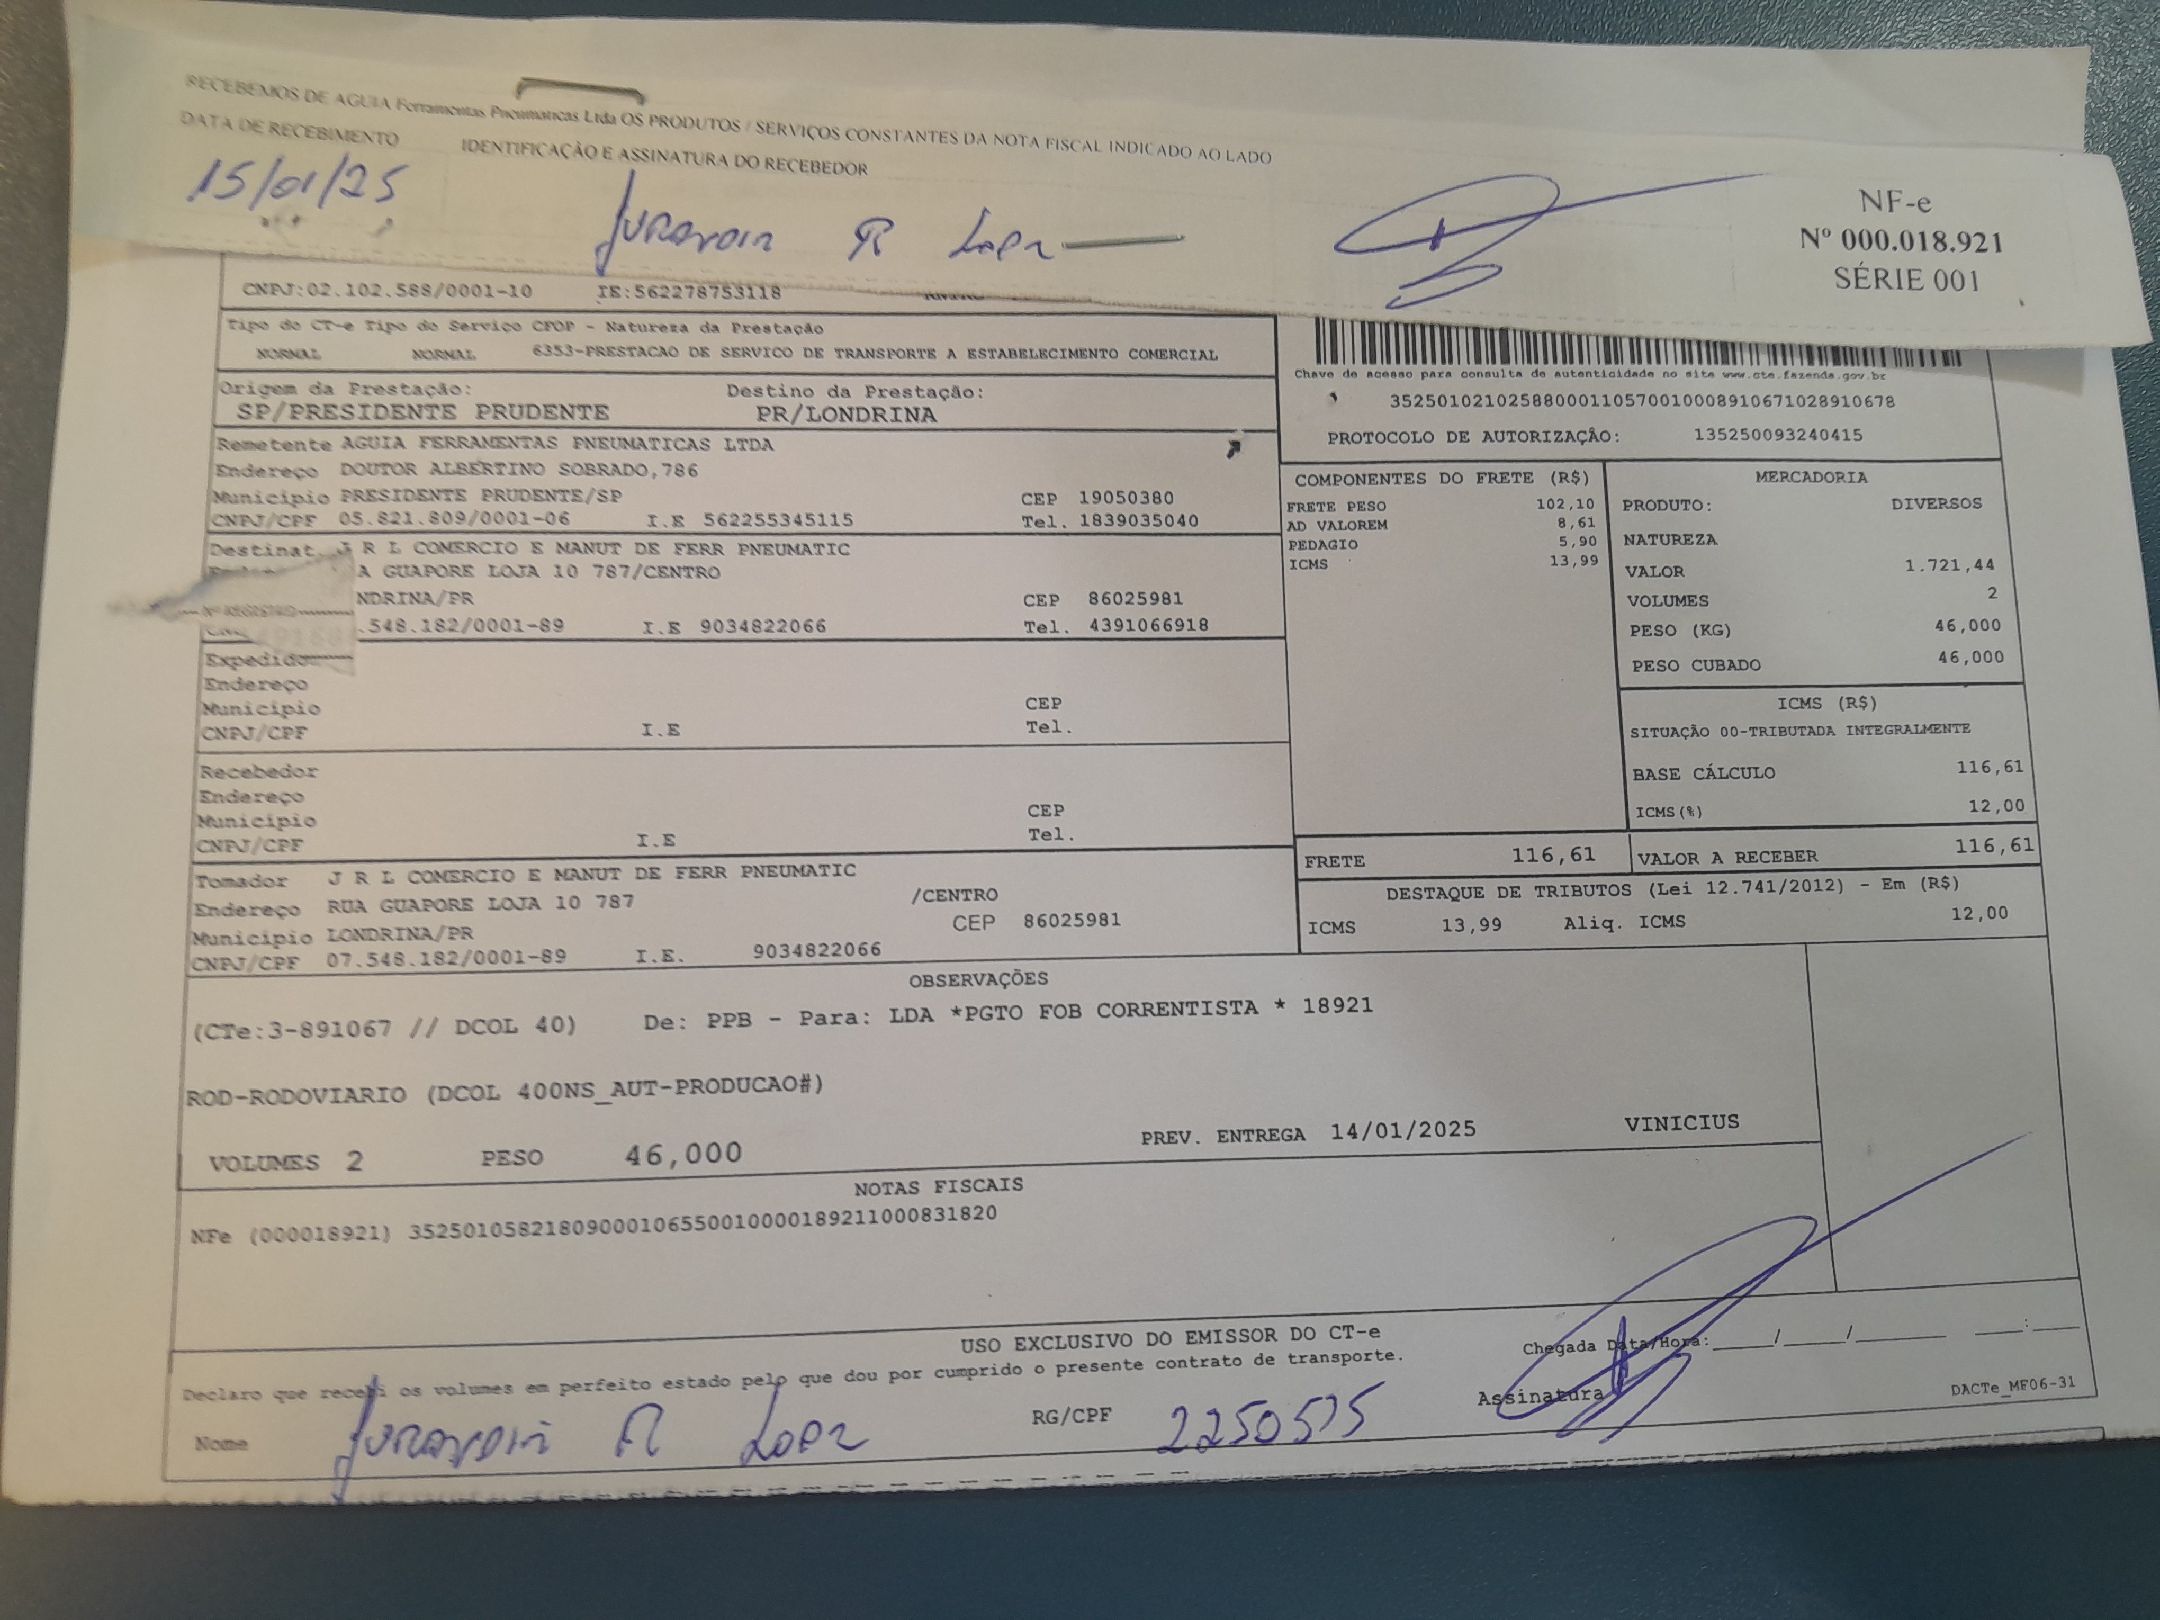 RECEBEMOS DE AGUIA Ferramentas Pneumaticas Ltda OS PRODUTOS / SERVIÇOS CONSTANTES DA NOTA FISCAL INDICADO AO LADO
DATA DE RECEBIMENTO IDENTIFICAÇÃO E ASSINATURA DO RECEBEDOR
15/01/25
NF-e
Nº 000.018.921
SÉRIE 001
CNPJ:02.102.588/0001-10 IE:562278753118
Tipo do CT-e Tipo do Serviço CFOP - Natureza da Prestação
NORMAL NORMAL 6353-PRESTACAO DE SERVICO DE TRANSPORTE A ESTABELECIMENTO COMERCIAL
Chave de acesso para consulta de autenticidade no site www.cte.fazenda.gov.br
35250102102588000110570010008910671028910678
PROTOCOLO DE AUTORIZAÇÃO: 135250093240415
Origem da Prestação: Destino da Prestação:
SP/PRESIDENTE PRUDENTE PR/LONDRINA
Remetente AGUIA FERRAMENTAS PNEUMATICAS LTDA
Endereço DOUTOR ALBERTINO SOBRADO,786
Município PRESIDENTE PRUDENTE/SP CEP 19050380
CNPJ/CPF 05.821.809/0001-06 I.E 562255345115 Tel. 1839035040
Destinat J R L COMERCIO E MANUT DE FERR PNEUMATIC
A GUAPORE LOJA 10 787/CENTRO
NDRINA/PR CEP 86025981
.548.182/0001-89 I.E 9034822066 Tel. 4391066918
Expedido
Endereço
Município CEP
CNPJ/CPF I.E Tel.
Recebedor
Endereço
Município CEP
CNPJ/CPF I.E Tel.
Tomador J R L COMERCIO E MANUT DE FERR PNEUMATIC
Endereço RUA GUAPORE LOJA 10 787 /CENTRO
Município LONDRINA/PR CEP 86025981
CNPJ/CPF 07.548.182/0001-89 I.E. 9034822066
COMPONENTES DO FRETE (R$)
FRETE PESO 102,10
AD VALOREM 8,61
PEDAGIO 5,90
ICMS 13,99
MERCADORIA
PRODUTO: DIVERSOS
NATUREZA
VALOR 1.721,44
VOLUMES 2
PESO (KG) 46,000
PESO CUBADO 46,000
ICMS (R$)
SITUAÇÃO 00-TRIBUTADA INTEGRALMENTE
BASE CÁLCULO 116,61
ICMS(%) 12,00
FRETE 116,61 VALOR A RECEBER 116,61
DESTAQUE DE TRIBUTOS (Lei 12.741/2012) - Em (R$)
ICMS 13,99 Aliq. ICMS 12,00
OBSERVAÇÕES
(CTe:3-891067 // DCOL 40) De: PPB - Para: LDA *PGTO FOB CORRENTISTA * 18921
ROD-RODOVIARIO (DCOL 400NS_AUT-PRODUCAO#)
VOLUMES 2 PESO 46,000 PREV. ENTREGA 14/01/2025 VINICIUS
NOTAS FISCAIS
NFe (000018921) 35250105821809000106550010000189211000831820
USO EXCLUSIVO DO EMISSOR DO CT-e
Declaro que recebi os volumes em perfeito estado pelo que dou por cumprido o presente contrato de transporte.
Chegada Data/Hora: ____/____/______ ___:___
Nome RG/CPF 2250575 Assinatura DACTe_MF06-31